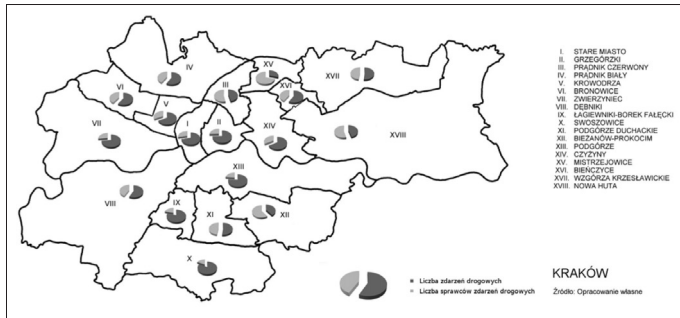 IV
XV
XVII
VI
III
XVI
V
VII
I
II
XIV
XVIII
XIII
VIII
IX
XI
XII
X
I. STARE MIASTO
II. GRZEGÓRZKI
III. PRĄDNIK CZERWONY
IV. PRĄDNIK BIAŁY
V. KROWODRZA
VI. BRONOWICE
VII. ZWIERZYNIEC
VIII. DĘBNIKI
IX. ŁAGIEWNIKI-BOREK FAŁĘCKI
X. SWOSZOWICE
XI. PODGÓRZE DUCHACKIE
XII. BIEŻANÓW-PROKOCIM
XIII. PODGÓRZE
XIV. CZYŻYNY
XV. MISTRZEJOWICE
XVI. BIEŃCZYCE
XVII. WZGÓRZA KRZESŁAWICKIE
XVIII. NOWA HUTA
Liczba zdarzeń drogowych
Liczba sprawców zdarzeń drogowych
KRAKÓW
Źródło: Opracowanie własne